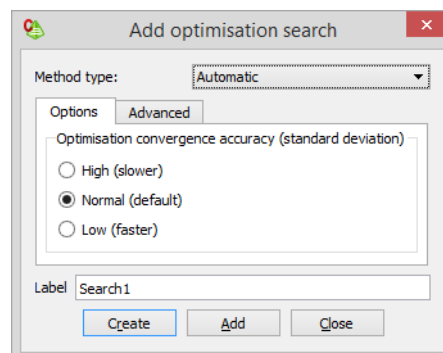 Add optimisation search
Method type: Automatic
Options Advanced
Optimisation convergence accuracy (standard deviation)
High (slower)
Normal (default)
Low (faster)
Label Search1
Create Add Close